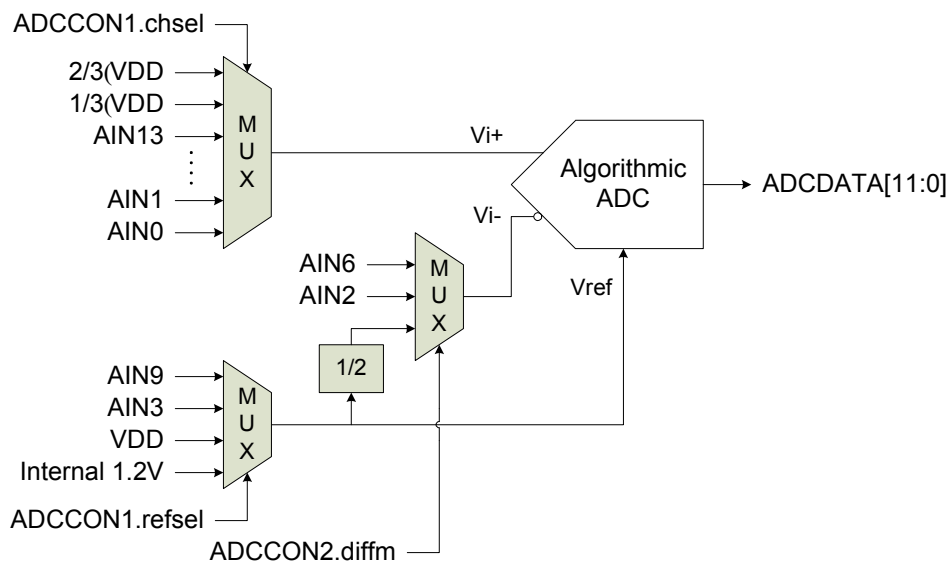 ADCCON1.chsel
2/3(VDD
1/3(VDD
AIN13
AIN1
AIN0
M
U
X
Vi+
Algorithmic
ADC
ADCDATA[11:0]
Vi-
AIN6
AIN2
M
U
X
Vref
1/2
AIN9
AIN3
VDD
Internal 1.2V
M
U
X
ADCCON1.refsel
ADCCON2.diffm